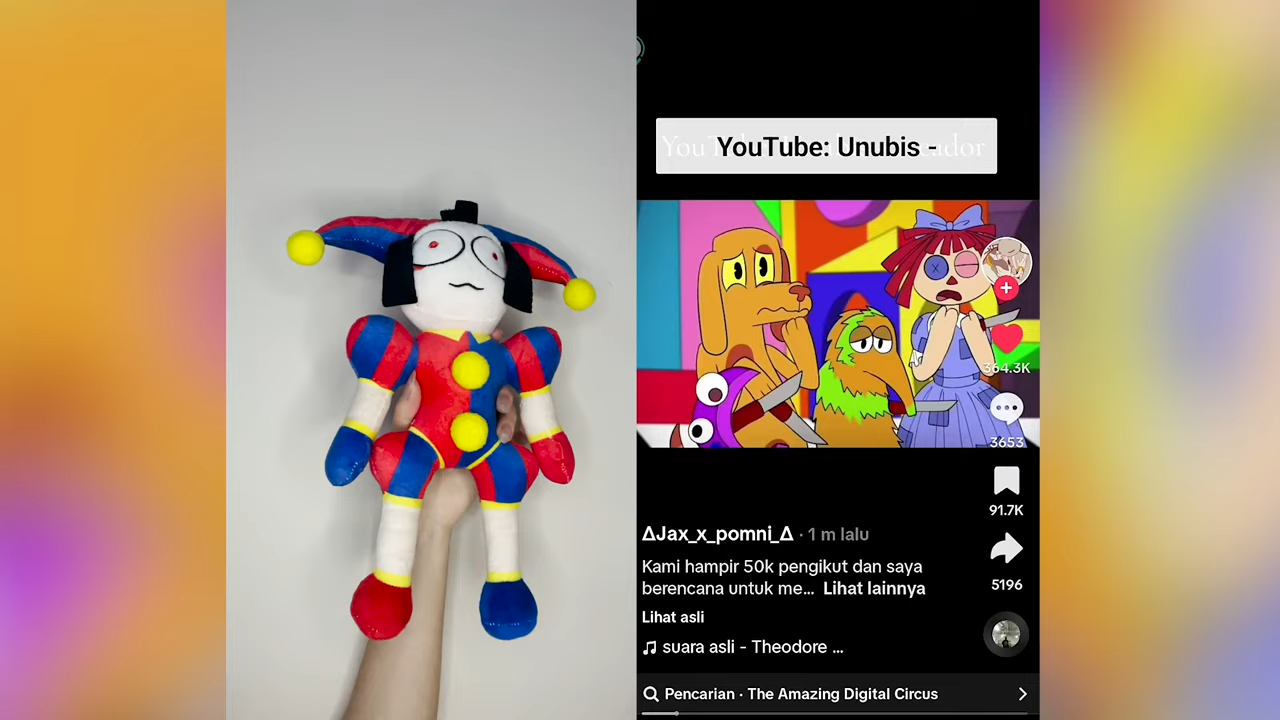 YouTube: Unubis -
364.3K
3653
91.7K
ΔJax_x_pomni_Δ · 1 m lalu
Kami hampir 50k pengikut dan saya
berencana untuk me... Lihat lainnya
5196
Lihat asli
suara asli - Theodore ...
Pencarian · The Amazing Digital Circus